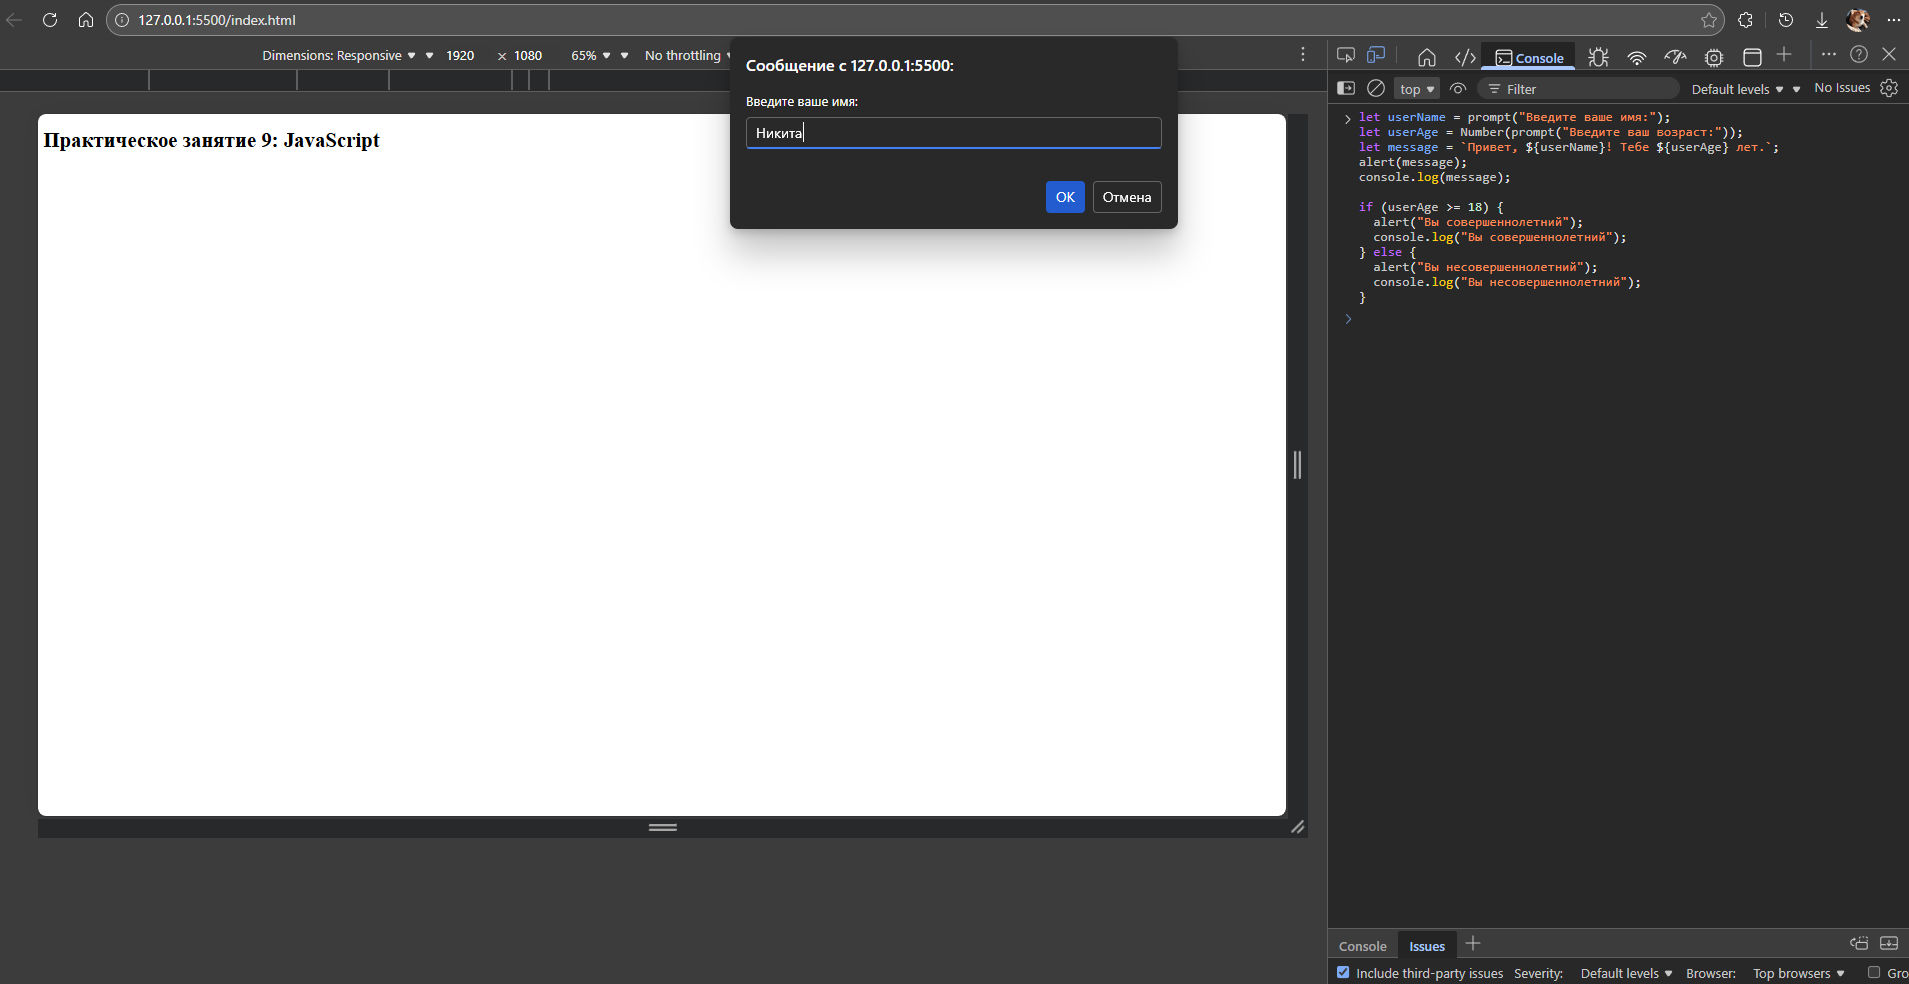 127.0.0.1:5500/index.html
Dimensions: Responsive 1920 × 1080 65% No throttling
Сообщение с 127.0.0.1:5500:
Введите ваше имя:
Никита
OK Отмена
Практическое занятие 9: JavaScript
Console
top Filter Default levels No Issues
let userName = prompt("Введите ваше имя:");
let userAge = Number(prompt("Введите ваш возраст:"));
let message = `Привет, ${userName}! Тебе ${userAge} лет.`;
alert(message);
console.log(message);
if (userAge >= 18) {
  alert("Вы совершеннолетний");
  console.log("Вы совершеннолетний");
} else {
  alert("Вы несовершеннолетний");
  console.log("Вы несовершеннолетний");
}
Console Issues
Include third-party issues Severity: Default levels Browser: Top browsers Gro